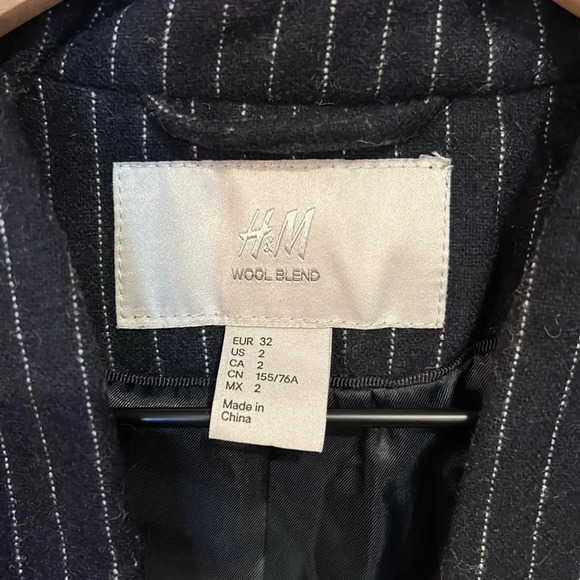 H&M
WOOL BLEND
EUR 32
US 2
CA 2
CN 155/76A
MX 2
Made in
China